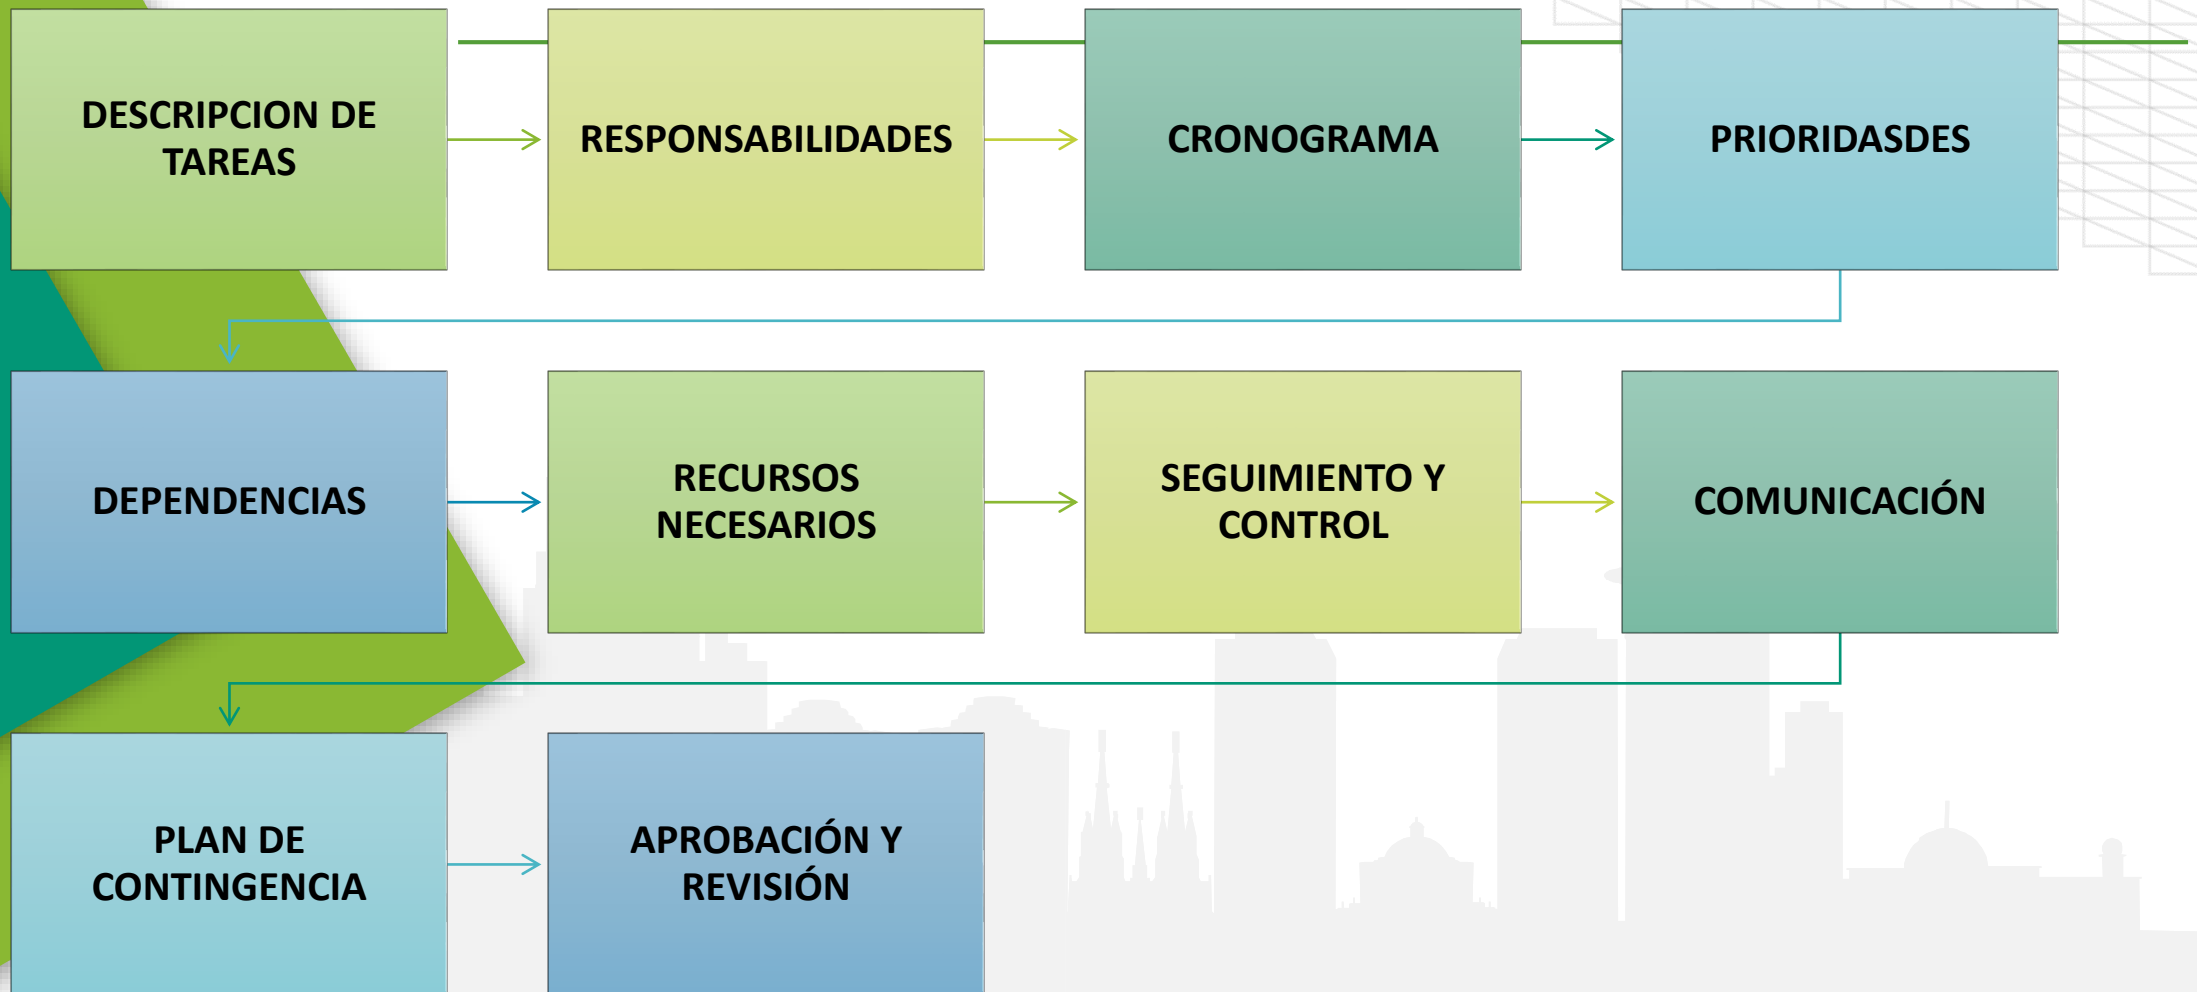 DESCRIPCION DE
TAREAS
RESPONSABILIDADES
CRONOGRAMA
PRIORIDASDES
DEPENDENCIAS
RECURSOS
NECESARIOS
SEGUIMIENTO Y
CONTROL
COMUNICACIÓN
PLAN DE
CONTINGENCIA
APROBACIÓN Y
REVISIÓN